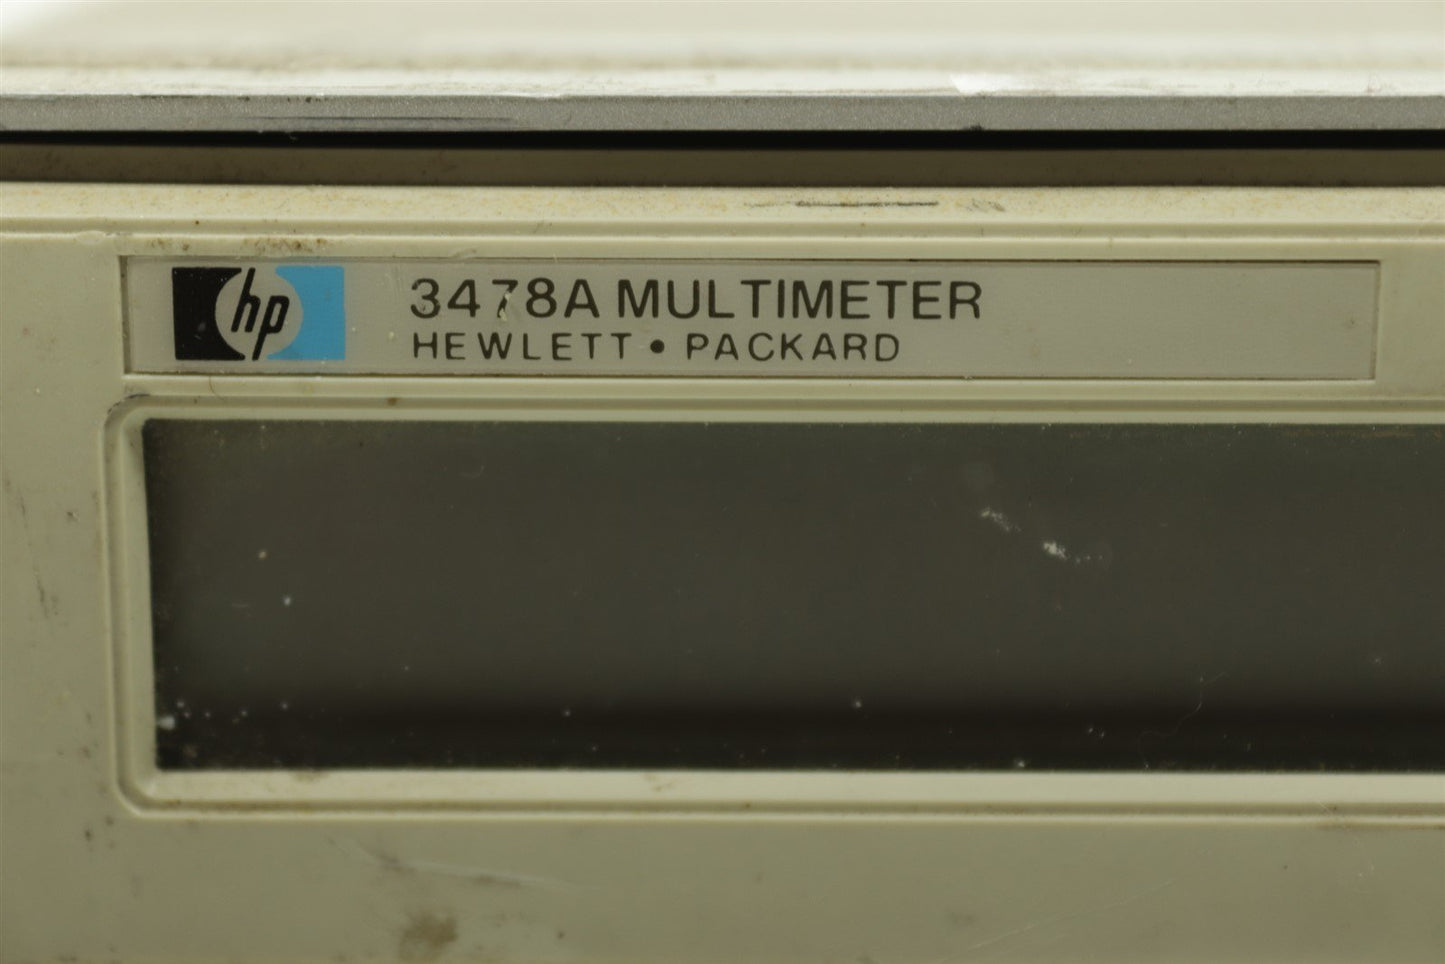 hp
3478A MULTIMETER
HEWLETT • PACKARD